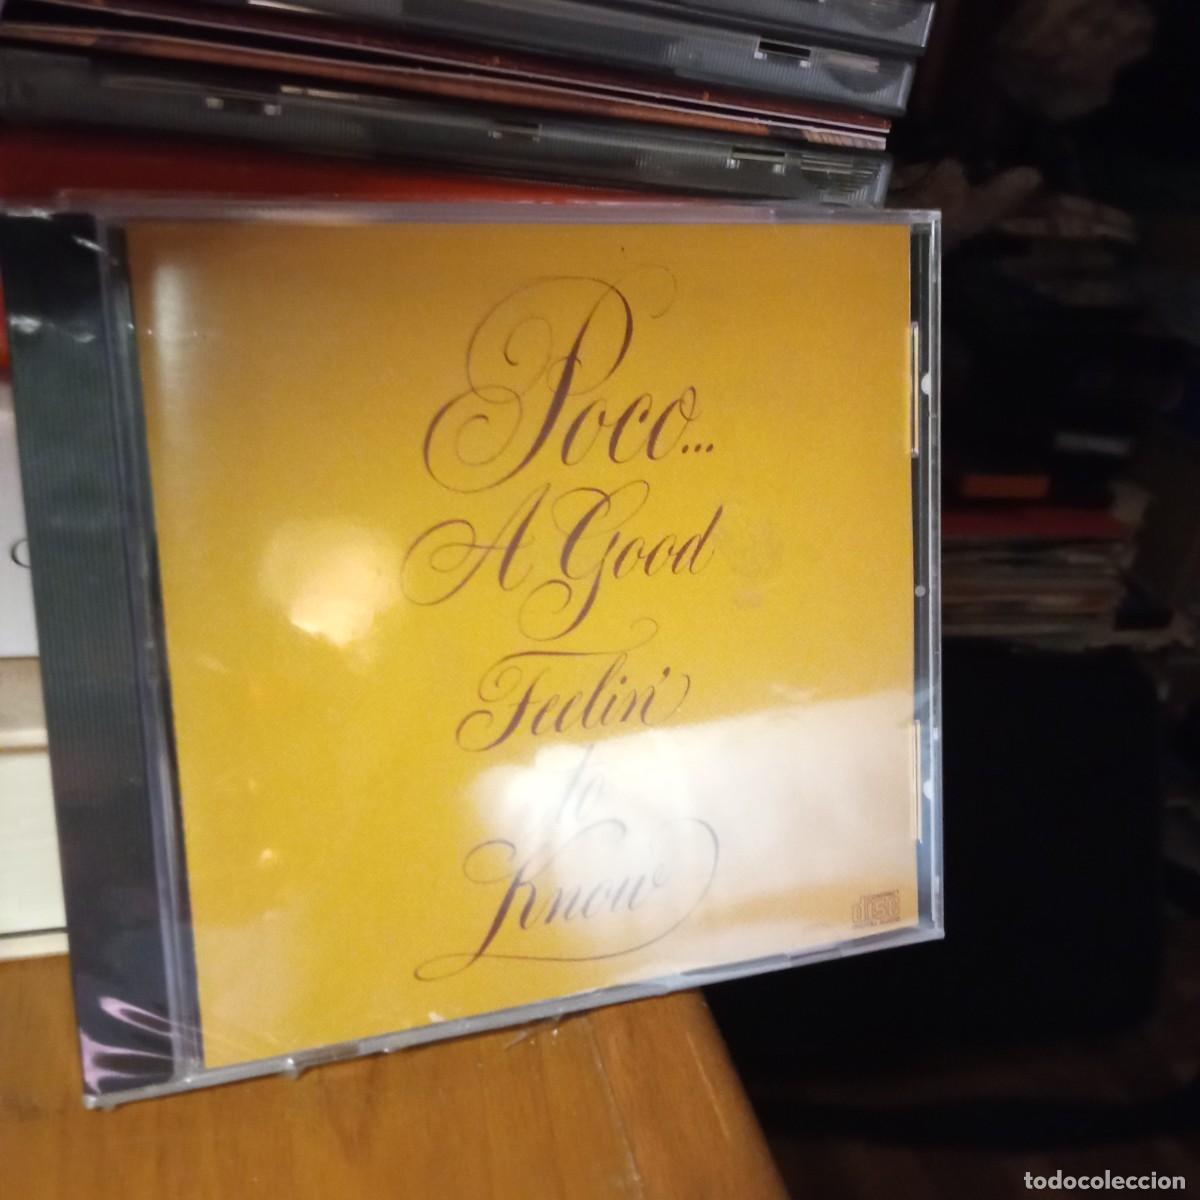 Poco...
A Good
Feelin'
to
Know
disc
todocoleccion